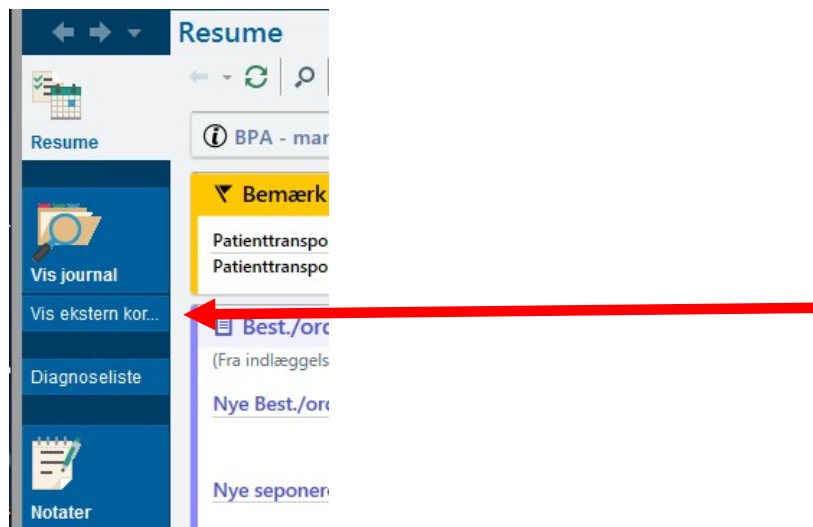 Resume
Resume
BPA - mar
Bemærk
Patienttranspo
Patienttranspo
Vis journal
Vis ekstern kor...
Best./ord
(Fra indlæggels
Diagnoseliste
Nye Best./ord
Nye seponer
Notater